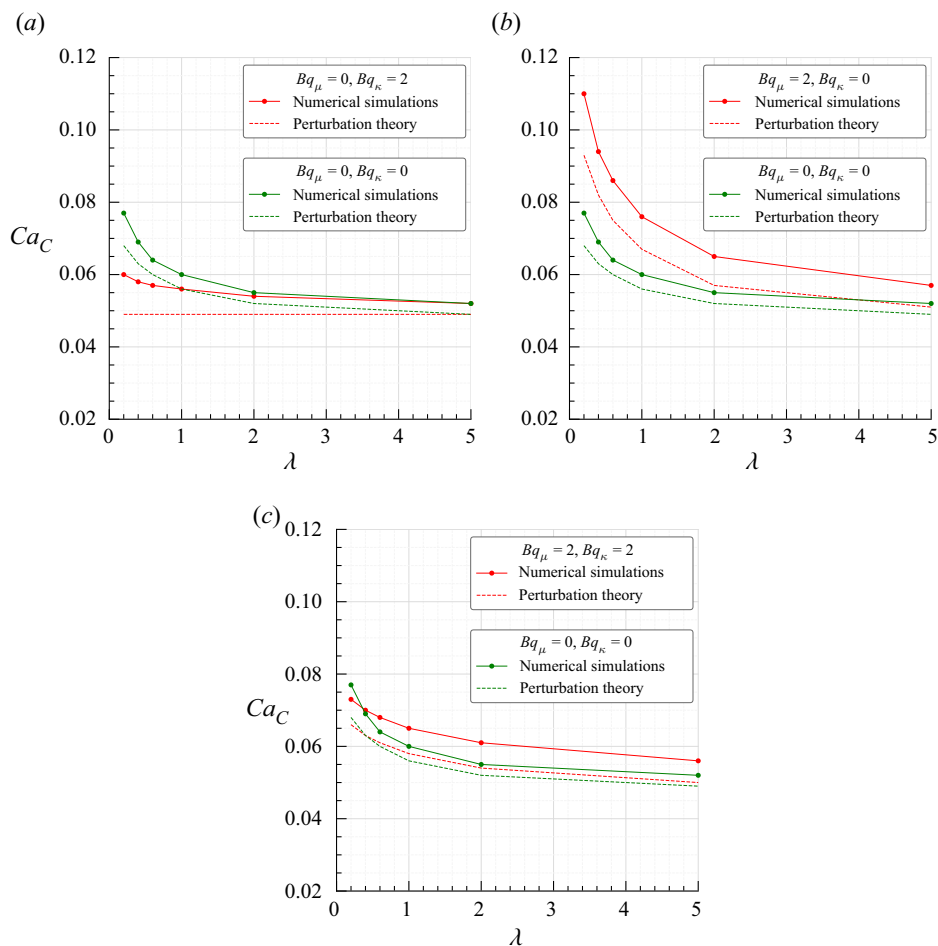 (a)
0.12
0.10
0.08
Ca_C
0.06
0.04
0.02
Bq_μ = 0, Bq_κ = 2
Numerical simulations
Perturbation theory
Bq_μ = 0, Bq_κ = 0
Numerical simulations
Perturbation theory
0 1 2 3 4 5
λ
(b)
0.12
0.10
0.08
0.06
0.04
0.02
Bq_μ = 2, Bq_κ = 0
Numerical simulations
Perturbation theory
Bq_μ = 0, Bq_κ = 0
Numerical simulations
Perturbation theory
0 1 2 3 4 5
λ
(c)
0.12
0.10
0.08
Ca_C
0.06
0.04
0.02
Bq_μ = 2, Bq_κ = 2
Numerical simulations
Perturbation theory
Bq_μ = 0, Bq_κ = 0
Numerical simulations
Perturbation theory
0 1 2 3 4 5
λ